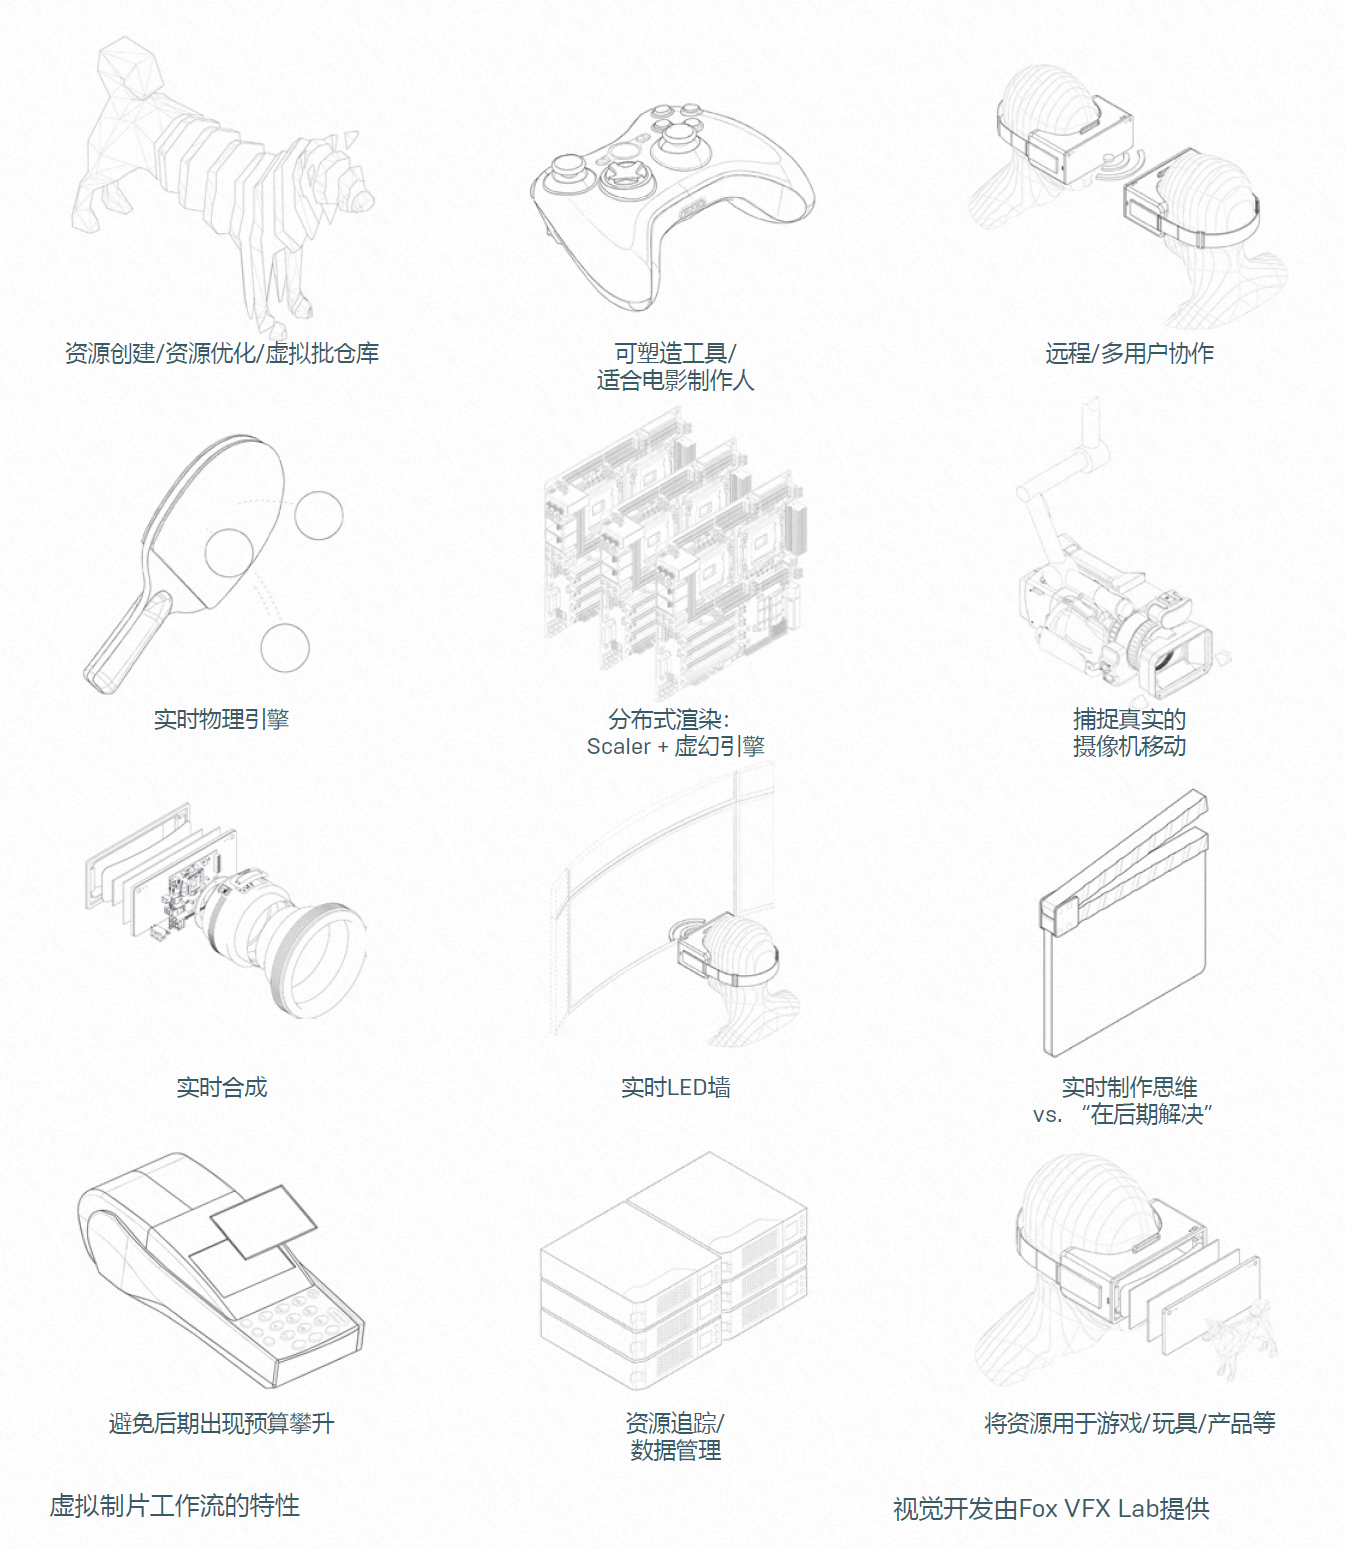 资源创建/资源优化/虚拟批仓库
可塑造工具/
适合电影制作人
远程/多用户协作
实时物理引擎
分布式渲染：
Scaler + 虚幻引擎
捕捉真实的
摄像机移动
实时合成
实时LED墙
实时制作思维
vs. “在后期解决”
避免后期出现预算攀升
资源追踪/
数据管理
将资源用于游戏/玩具/产品等
虚拟制片工作流的特性
视觉开发由Fox VFX Lab提供